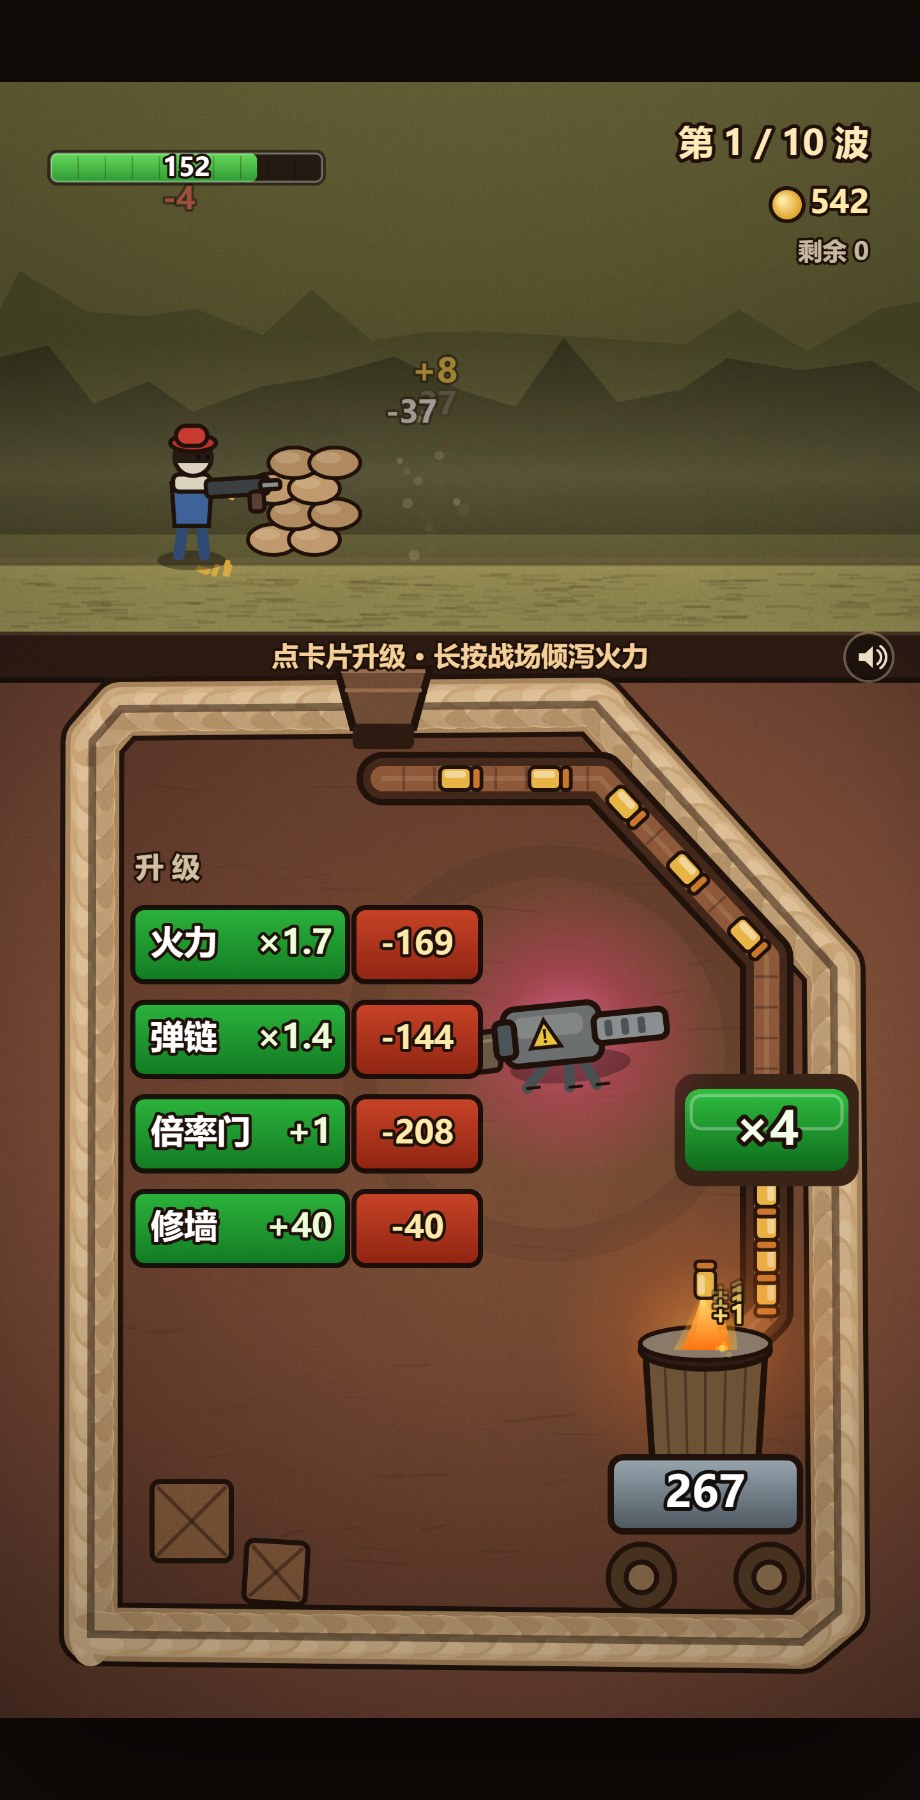 152
-4
第 1 / 10 波
542
剩余 0
+8
-37
点卡片升级·长按战场倾泻火力
升 级
火力 ×1.7 -169
弹链 ×1.4 -144
倍率门 +1 -208
修墙 +40 -40
×4
+1
267